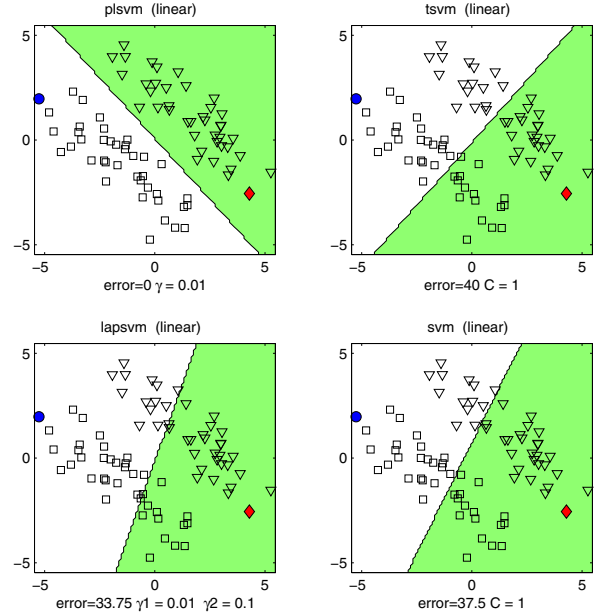 plsvm (linear)
tsvm (linear)
5
0
−5
−5 0 5
error=0 γ = 0.01
5
0
−5
−5 0 5
error=40 C = 1
lapsvm (linear)
svm (linear)
5
0
−5
−5 0 5
error=33.75 γ1 = 0.01 γ2 = 0.1
5
0
−5
−5 0 5
error=37.5 C = 1